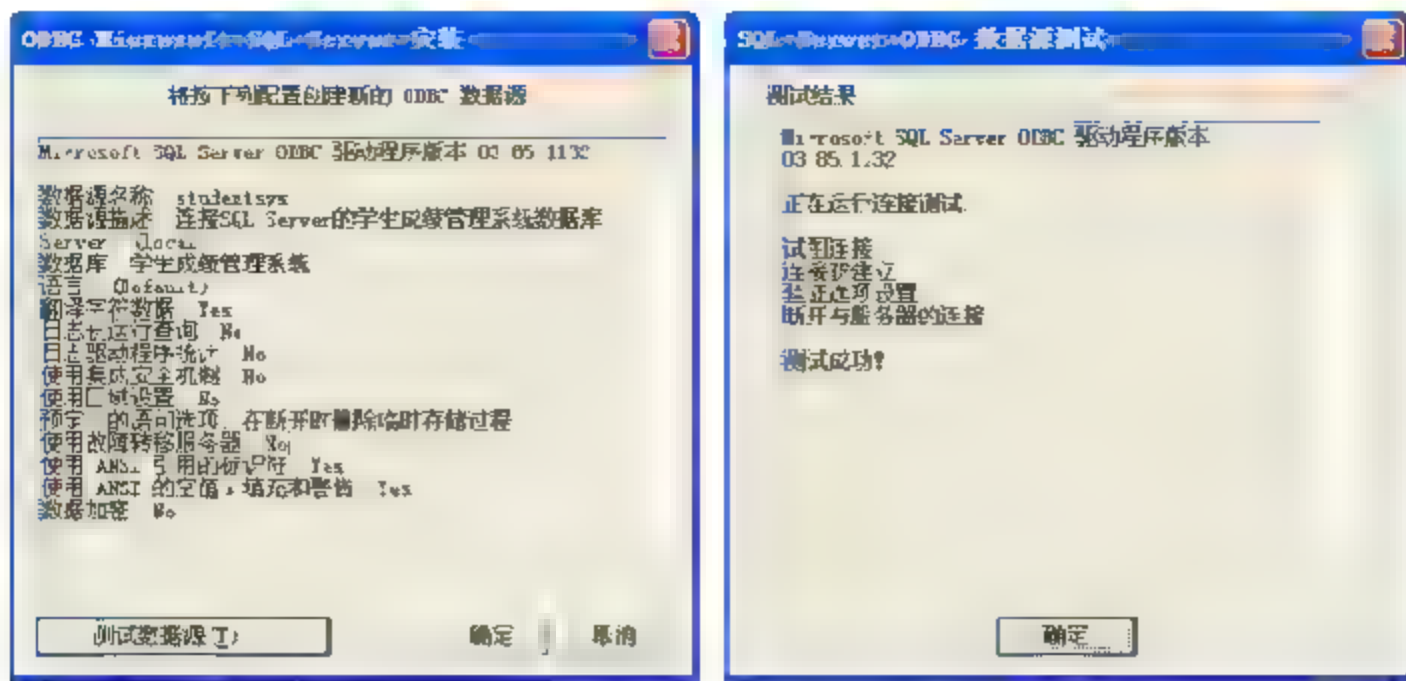 ODBC Microsoft SQL Server 安装
将按下列配置创建新的 ODBC 数据源
Microsoft SQL Server ODBC 驱动程序版本 03 85 1132
数据源名称 studentsys
数据源描述 连接SQL Server的学生成绩管理系统数据库
Server (local
数据库 学生成绩管理系统
语言 (Default)
翻译字符数据 Yes
日志长运行查询 No
日志驱动程序统计 No
使用集成安全机制 No
使用区域设置 No
预定 的语句选项 在断开时删除临时存储过程
使用故障转移服务器 No
使用 ANSI 引用的标识符 Yes
使用 ANSI 的空值，填充和警告 Yes
数据加密 No
测试数据源(T)
确定
取消
SQL Server ODBC 数据源测试
测试结果
Microsoft SQL Server ODBC 驱动程序版本
03 85.1132
正在运行连接测试
试图连接
连接已建立
验证选项设置
断开与服务器的连接
测试成功!
确定